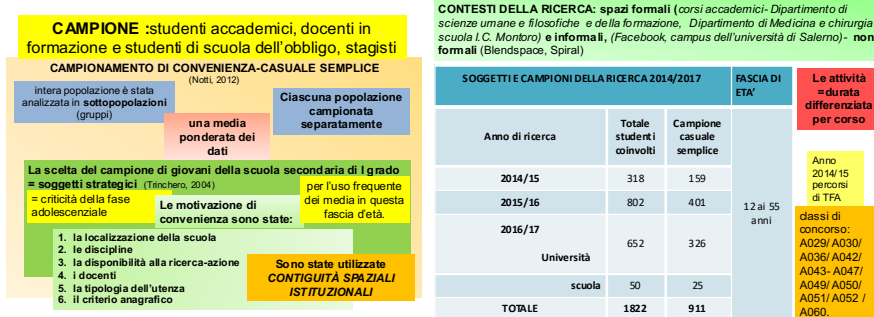 CAMPIONE :studenti accademici, docenti in
formazione e studenti di scuola dell'obbligo, stagisti
CAMPIONAMENTO DI CONVENIENZA-CASUALE SEMPLICE
(Notti, 2012)
intera popolazione è stata
analizzata in sottopopolazioni
(gruppi)
Ciascuna popolazione
campionata
separatamente
una media
ponderata dei
dati
La scelta del campione di giovani della scuola secondaria di I grado
= soggetti strategici (Trinchero, 2004)
= criticità della fase
adolescenziale
Le motivazione di
convenienza sono state:
per l'uso frequente
dei media in questa
fascia d'età.
1. la localizzazione della scuola
2. le discipline
3. la disponibilità alla ricerca-azione
4. i docenti
5. la tipologia dell'utenza
6. il criterio anagrafico
Sono state utilizzate
CONTIGUITÀ SPAZIALI
ISTITUZIONALI
CONTESTI DELLA RICERCA: spazi formali (corsi accademici- Dipartimento di
scienze umane e filosofiche e della formazione, Dipartimento di Medicina e chirurgia
scuola I.C. Montoro) e informali, (Facebook, campus dell'università di Salerno)- non
formali (Blendspace, Spiral)
SOGGETTI E CAMPIONI DELLA RICERCA 2014/2017
FASCIA DI
ETA'
Anno di ricerca
Totale
studenti
coinvolti
Campione
casuale
semplice
2014/15 318 159
2015/16 802 401
2016/17
Università 652 326
scuola 50 25
TOTALE 1822 911
12 ai 55
anni
Le attività
=durata
differenziata
per corso
Anno
2014/15
percorsi
di TFA
classi di
concorso:
A029/ A030/
A036/ A042/
A043- A047/
A049/ A050/
A051/ A052 /
A060.